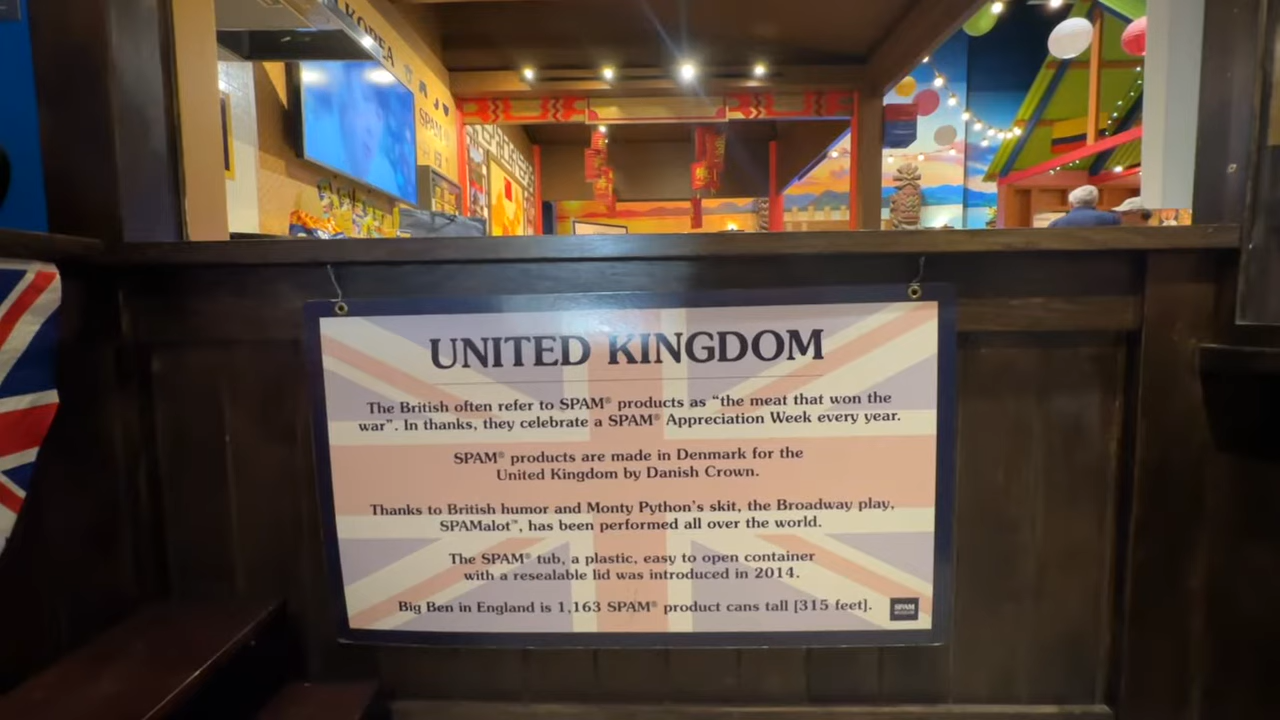 KOREA
SPAM
UNITED KINGDOM
The British often refer to SPAM® products as “the meat that won the
war”. In thanks, they celebrate a SPAM® Appreciation Week every year.
SPAM® products are made in Denmark for the
United Kingdom by Danish Crown.
Thanks to British humor and Monty Python's skit, the Broadway play,
SPAMalot™, has been performed all over the world.
The SPAM® tub, a plastic, easy to open container
with a resealable lid was introduced in 2014.
Big Ben in England is 1,163 SPAM® product cans tall [315 feet].
SPAM
MUSEUM